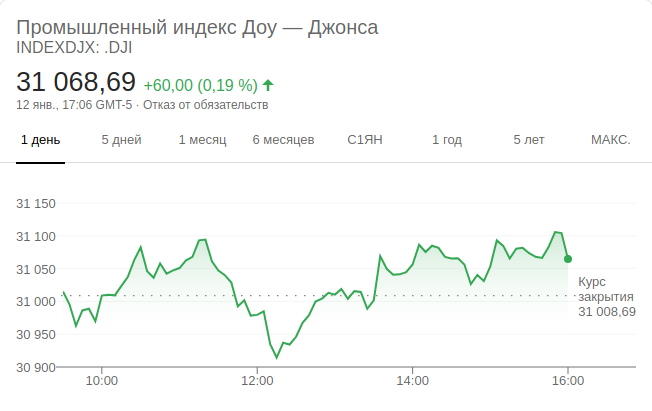 Промышленный индекс Доу — Джонса
INDEXDJX: .DJI
31 068,69 +60,00 (0,19 %)
12 янв., 17:06 GMT-5 · Отказ от обязательств
1 день 5 дней 1 месяц 6 месяцев С1ЯН 1 год 5 лет МАКС.
31 150
31 100
31 050
31 000
30 950
30 900
Курс
закрытия
31 008,69
10:00 12:00 14:00 16:00